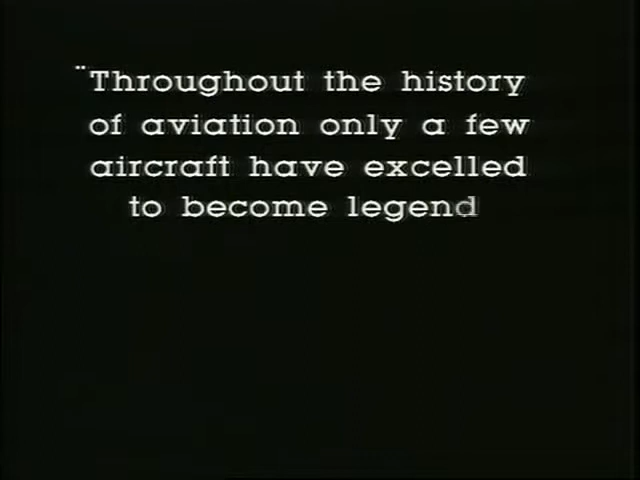 "Throughout the history
of aviation only a few
aircraft have excelled
to become legend